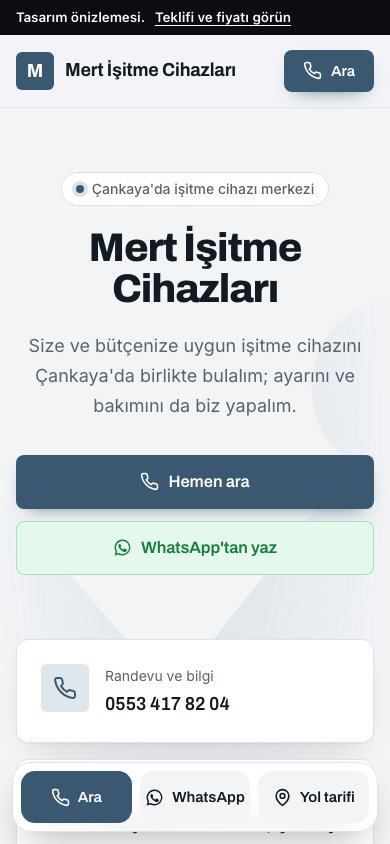 Tasarım önizlemesi. Teklifi ve fiyatı görün
M Mert İşitme Cihazları Ara
Çankaya'da işitme cihazı merkezi
Mert İşitme
Cihazları
Size ve bütçenize uygun işitme cihazını
Çankaya'da birlikte bulalım; ayarını ve
bakımını da biz yapalım.
Hemen ara
WhatsApp'tan yaz
Randevu ve bilgi
0553 417 82 04
Ara WhatsApp Yol tarifi